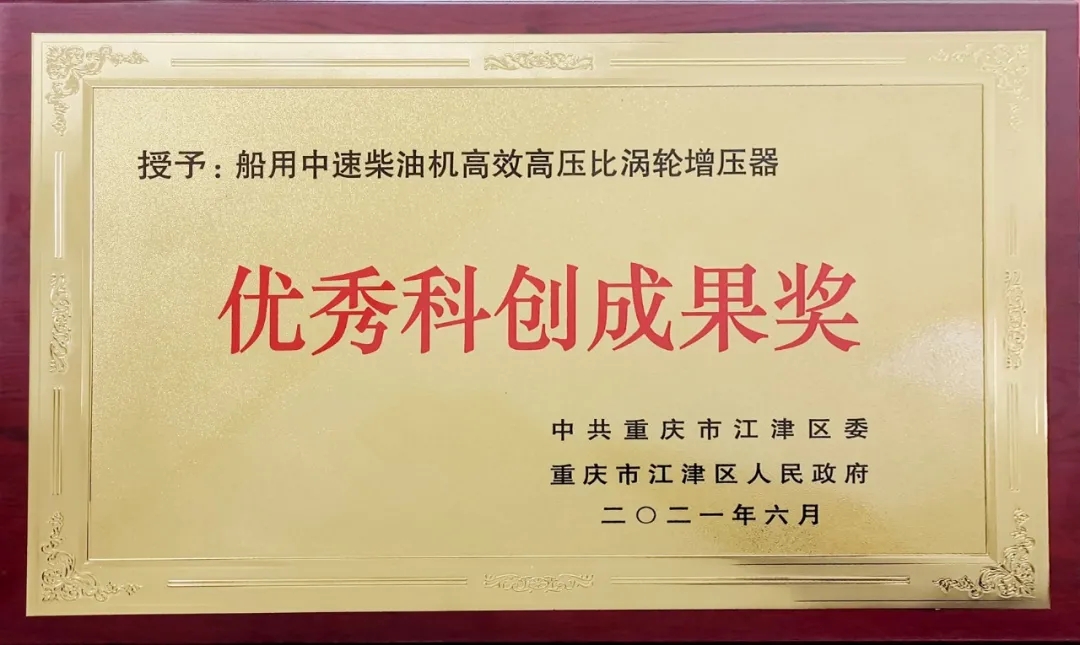 授予：船用中速柴油机高效高压比涡轮增压器
优秀科创成果奖
中共重庆市江津区委
重庆市江津区人民政府
二〇二一年六月